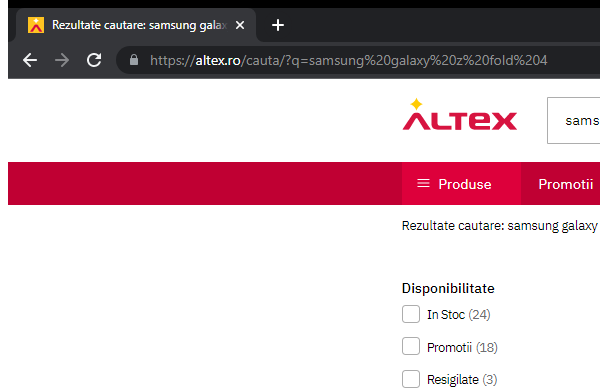 Rezultate cautare: samsung galax
https://altex.ro/cauta/?q=samsung%20galaxy%20z%20fold%204
ALTEX
sams
Produse
Promotii
Rezultate cautare: samsung galaxy
Disponibilitate
In Stoc (24)
Promotii (18)
Resigilate (3)